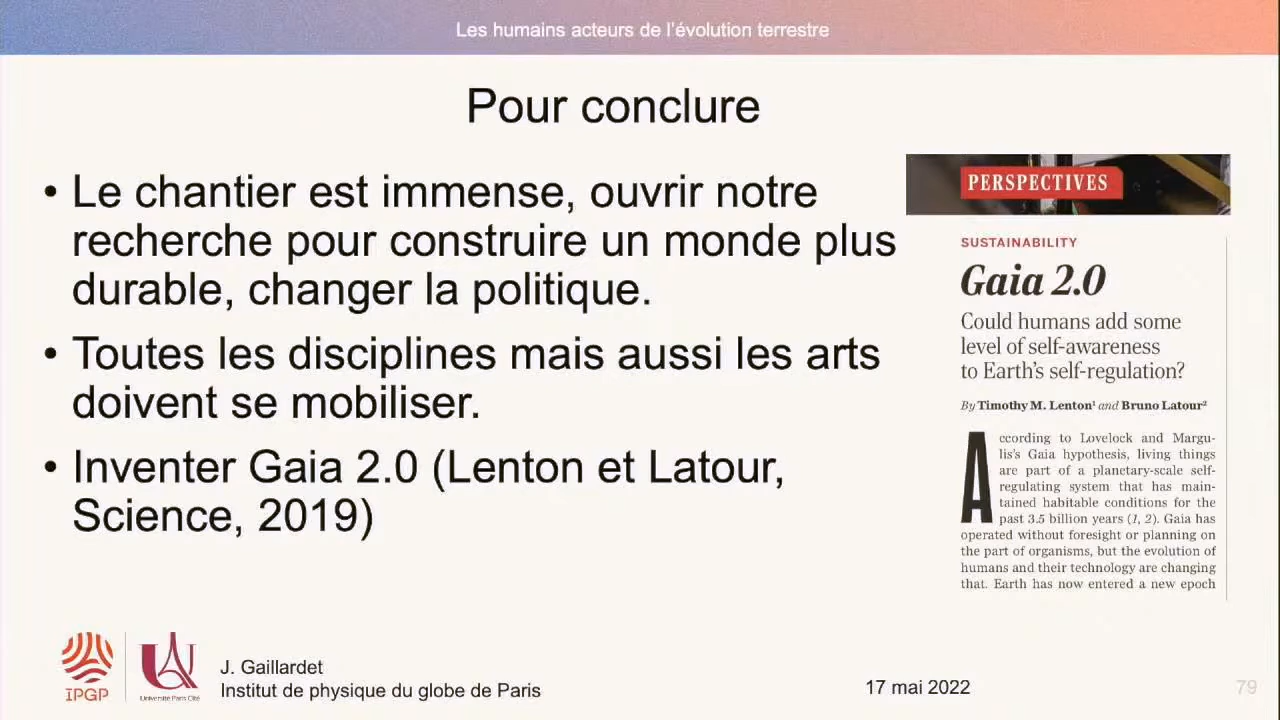 Les humains acteurs de l'évolution terrestre
Pour conclure
• Le chantier est immense, ouvrir notre
recherche pour construire un monde plus
durable, changer la politique.
• Toutes les disciplines mais aussi les arts
doivent se mobiliser.
• Inventer Gaia 2.0 (Lenton et Latour,
Science, 2019)
PERSPECTIVES
SUSTAINABILITY
Gaia 2.0
Could humans add some
level of self-awareness
to Earth's self-regulation?
By Timothy M. Lenton¹ and Bruno Latour²
According to Lovelock and Margu-
lis's Gaia hypothesis, living things
are part of a planetary-scale self-
regulating system that has main-
tained habitable conditions for the
past 3.5 billion years (1, 2). Gaia has
operated without foresight or planning on
the part of organisms, but the evolution of
humans and their technology are changing
that. Earth has now entered a new epoch
IPGP
Université Paris Cité
J. Gaillardet
Institut de physique du globe de Paris
17 mai 2022
79